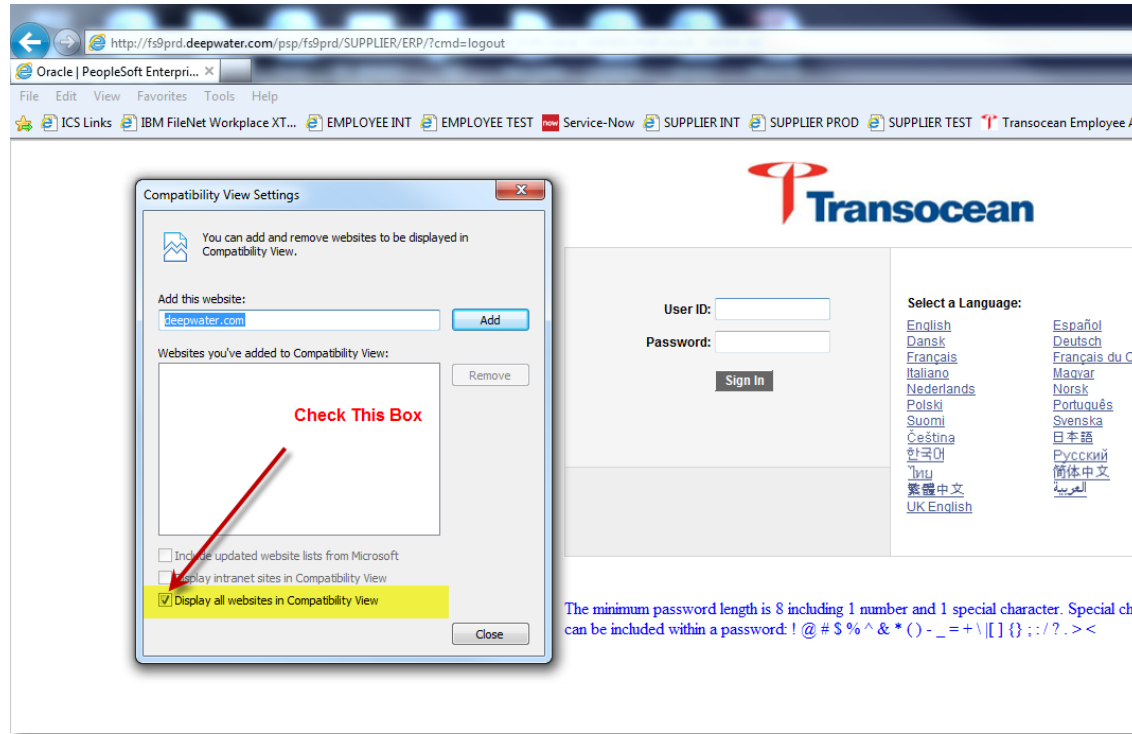 http://fs9prd.deepwater.com/psp/fs9prd/SUPPLIER/ERP/?cmd=logout
Oracle | PeopleSoft Enterpri...
File Edit View Favorites Tools Help
ICS Links IBM FileNet Workplace XT... EMPLOYEE INT EMPLOYEE TEST now Service-Now SUPPLIER INT SUPPLIER PROD SUPPLIER TEST Transocean Employee A
Transocean
Compatibility View Settings
You can add and remove websites to be displayed in
Compatibility View.
Add this website:
deepwater.com
Add
Websites you've added to Compatibility View:
Remove
Check This Box
Include updated website lists from Microsoft
Display intranet sites in Compatibility View
Display all websites in Compatibility View
Close
User ID:
Password:
Sign In
Select a Language:
English Español
Dansk Deutsch
Français Français du C
Italiano Magyar
Nederlands Norsk
Polski Português
Suomi Svenska
Čeština 日本語
한국어 Русский
ไทย 简体中文
繁體中文 العربية
UK English
The minimum password length is 8 including 1 number and 1 special character. Special ch
can be included within a password: ! @ # $ % ^ & * ( ) - _ = + \ | [ ] { } ; : / ? . > <